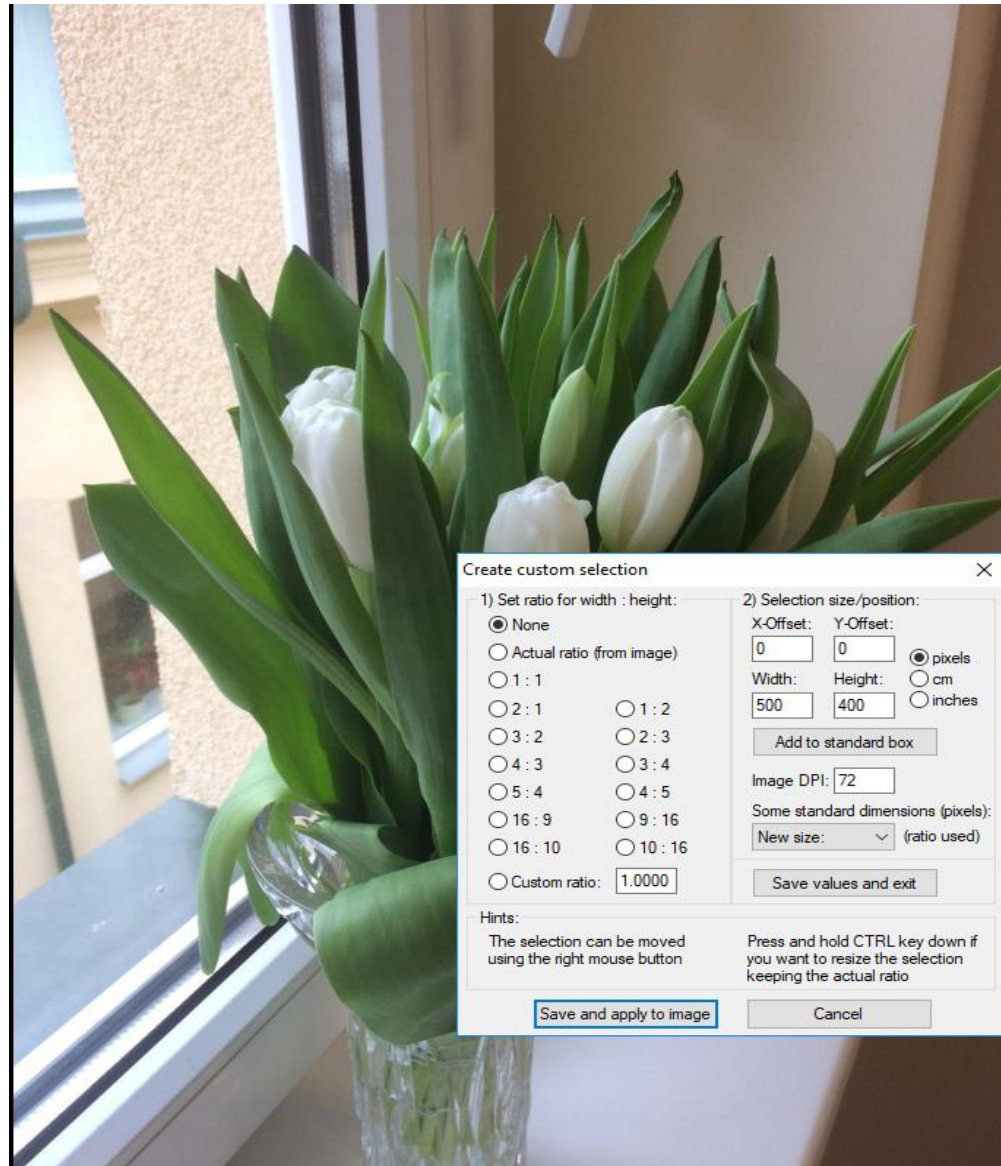 Create custom selection
1) Set ratio for width : height:
None
Actual ratio (from image)
1 : 1
2 : 1
1 : 2
3 : 2
2 : 3
4 : 3
3 : 4
5 : 4
4 : 5
16 : 9
9 : 16
16 : 10
10 : 16
Custom ratio:
1.0000
2) Selection size/position:
X-Offset:
Y-Offset:
0
0
pixels
Width:
Height:
cm
500
400
inches
Add to standard box
Image DPI:
72
Some standard dimensions (pixels):
New size:
(ratio used)
Save values and exit
Hints:
The selection can be moved
using the right mouse button
Press and hold CTRL key down if
you want to resize the selection
keeping the actual ratio
Save and apply to image
Cancel